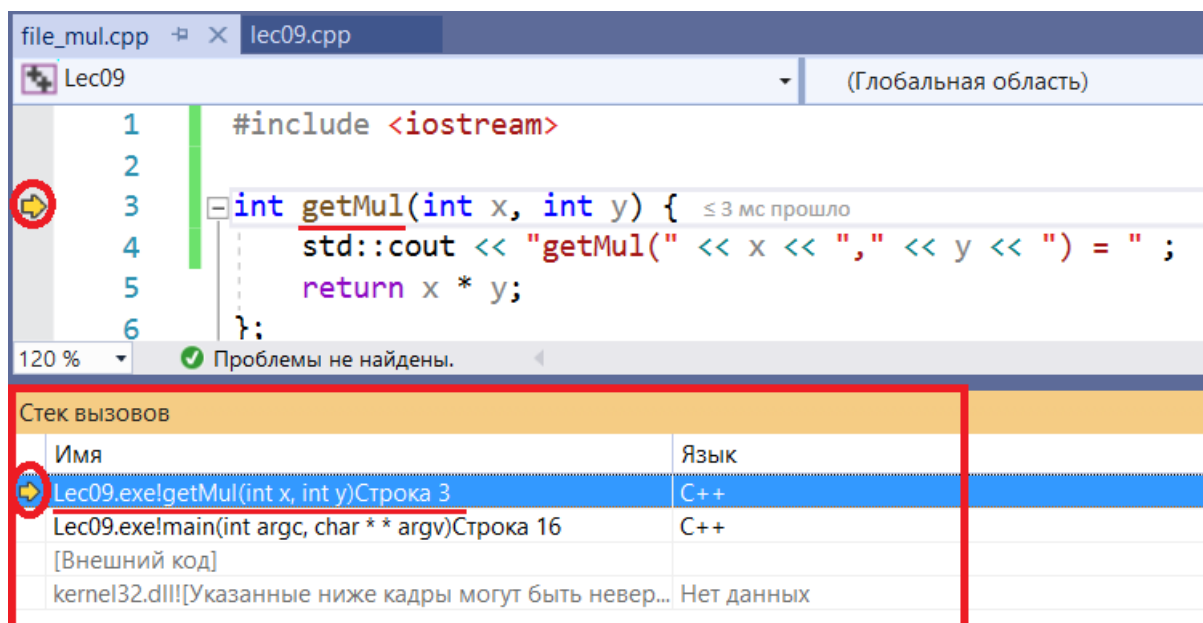 file_mul.cpp lec09.cpp
Lec09 (Глобальная область)
1 #include <iostream>
2
3 int getMul(int x, int y) { ≤ 3 мс прошло
4 std::cout << "getMul(" << x << "," << y << ") = " ;
5 return x * y;
6 };
120 % Проблемы не найдены.
Стек вызовов
Имя Язык
Lec09.exe!getMul(int x, int y)Строка 3 C++
Lec09.exe!main(int argc, char * * argv)Строка 16 C++
[Внешний код]
kernel32.dll![Указанные ниже кадры могут быть невер... Нет данных